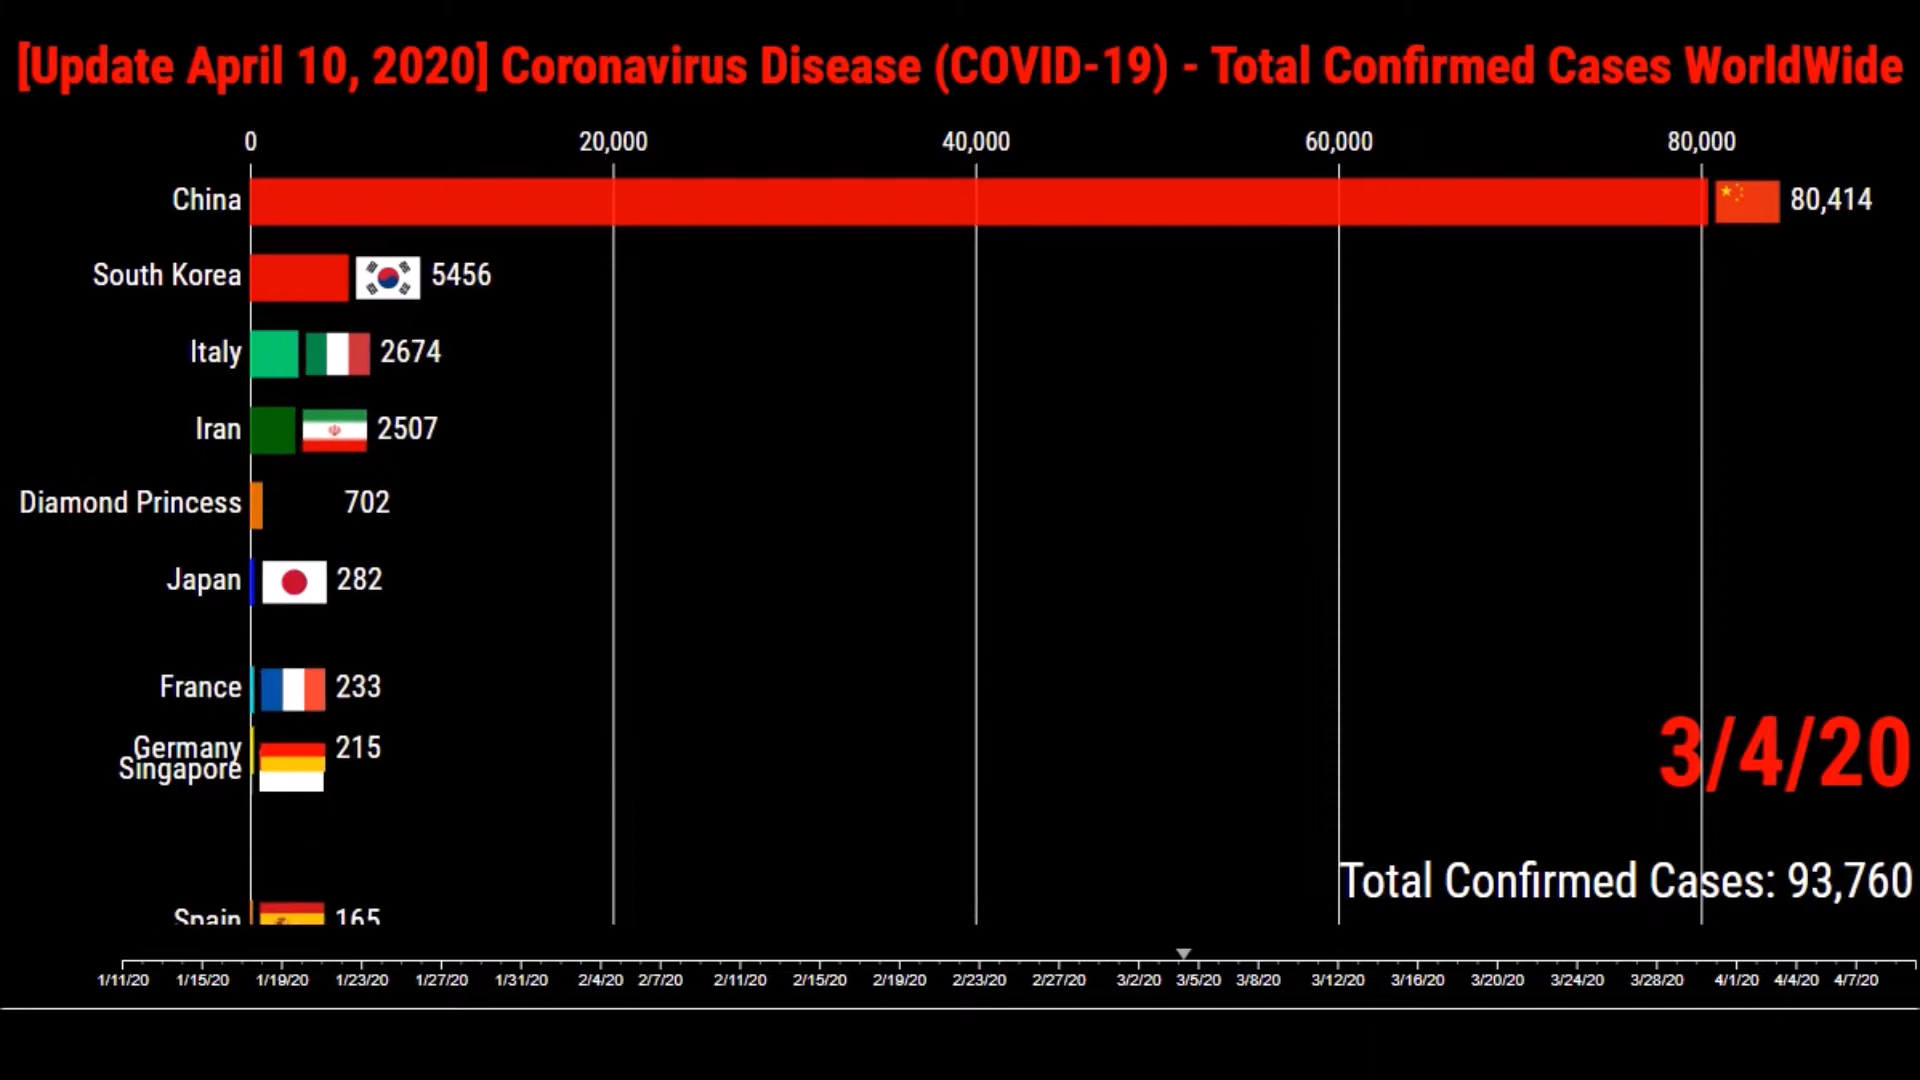 [Update April 10, 2020] Coronavirus Disease (COVID-19) - Total Confirmed Cases WorldWide
0 20,000 40,000 60,000 80,000
China 80,414
South Korea 5456
Italy 2674
Iran 2507
Diamond Princess 702
Japan 282
France 233
Germany 215
Singapore
3/4/20
Total Confirmed Cases: 93,760
Spain 165
1/11/20 1/15/20 1/19/20 1/23/20 1/27/20 1/31/20 2/4/20 2/7/20 2/11/20 2/15/20 2/19/20 2/23/20 2/27/20 3/2/20 3/5/20 3/8/20 3/12/20 3/16/20 3/20/20 3/24/20 3/28/20 4/1/20 4/4/20 4/7/20